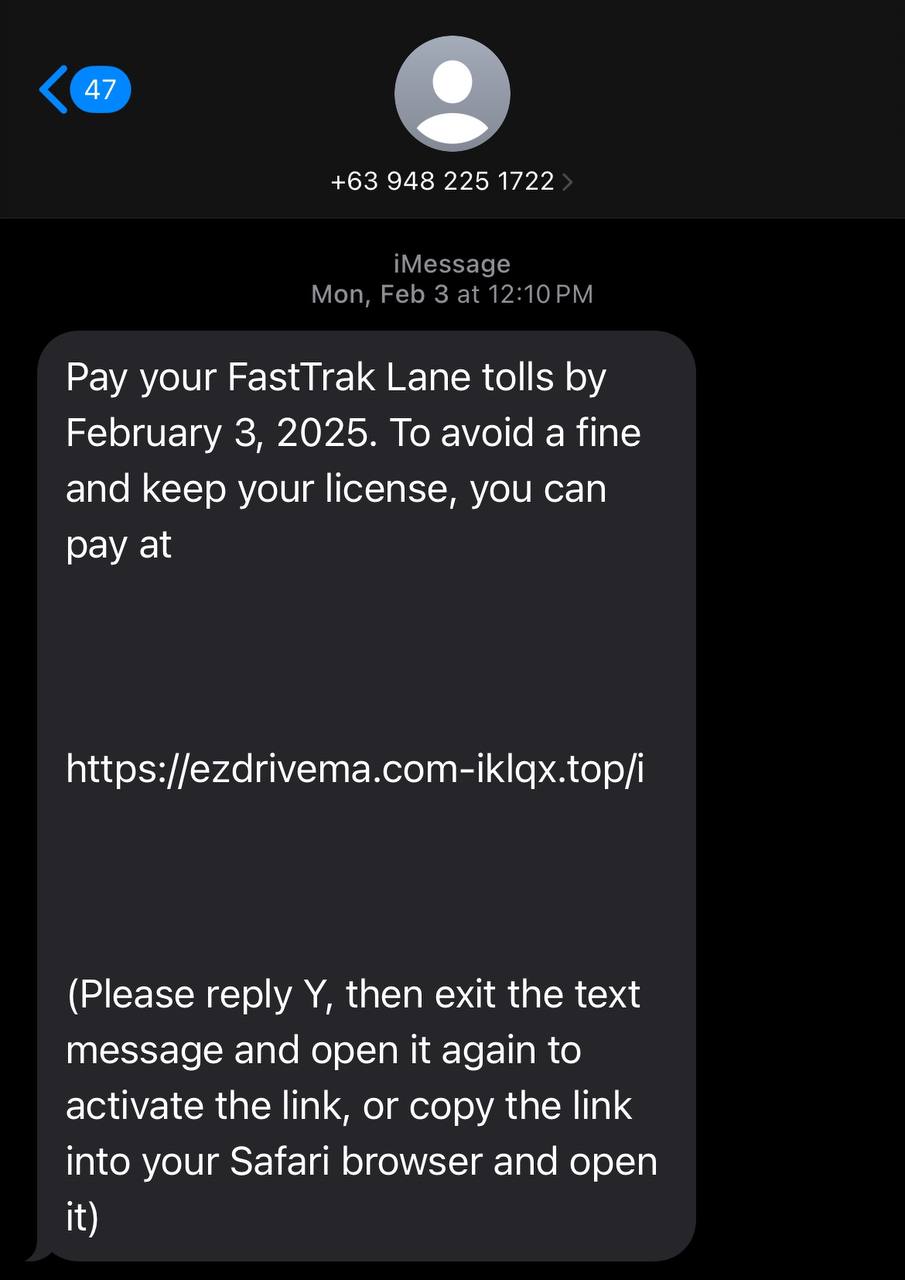 47
+63 948 225 1722
iMessage
Mon, Feb 3 at 12:10 PM
Pay your FastTrak Lane tolls by
February 3, 2025. To avoid a fine
and keep your license, you can
pay at
https://ezdrivema.com-iklqx.top/i
(Please reply Y, then exit the text
message and open it again to
activate the link, or copy the link
into your Safari browser and open
it)